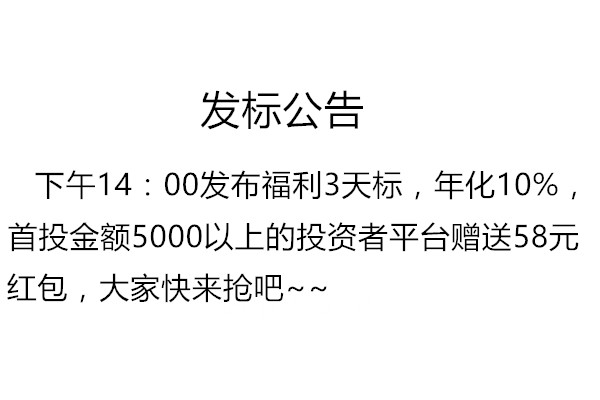 发标公告
下午14：00发布福利3天标，年化10%，
首投金额5000以上的投资者平台赠送58元
红包，大家快来抢吧~~